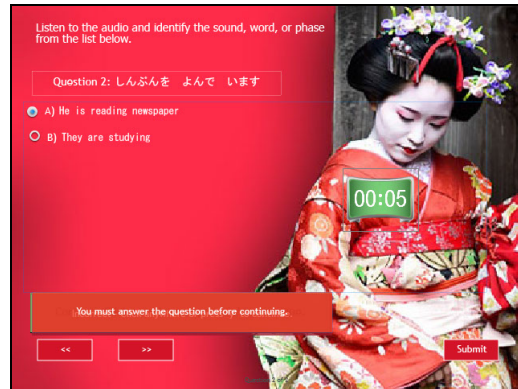 Listen to the audio and identify the sound, word, or phase
from the list below.
Question 2: しんぶんを　よんで　います
A) He is reading newspaper
B) They are studying
00:05
You must answer the question before continuing.
<<
>>
Submit